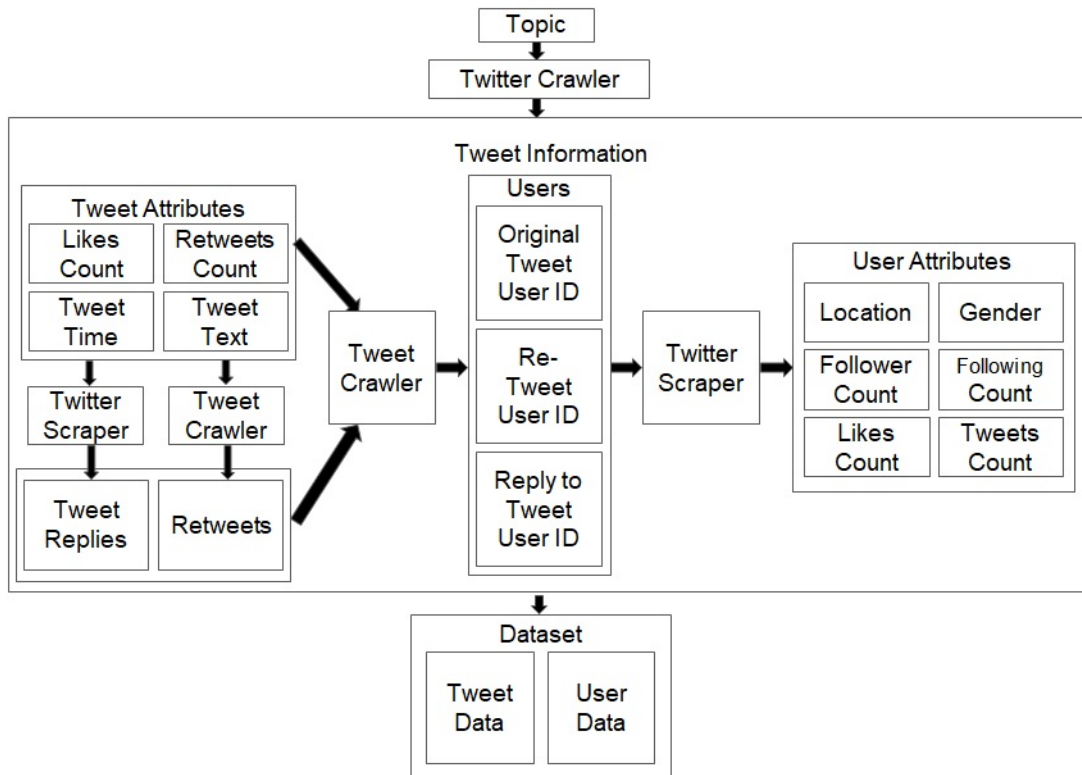 Topic
Twitter Crawler
Tweet Information
Tweet Attributes
Likes
Count
Retweets
Count
Tweet
Time
Tweet
Text
Twitter
Scraper
Tweet
Crawler
Tweet
Replies
Retweets
Tweet
Crawler
Users
Original
Tweet
User ID
Re-
Tweet
User ID
Reply to
Tweet
User ID
Twitter
Scraper
User Attributes
Location
Gender
Follower
Count
Following
Count
Likes
Count
Tweets
Count
Dataset
Tweet
Data
User
Data